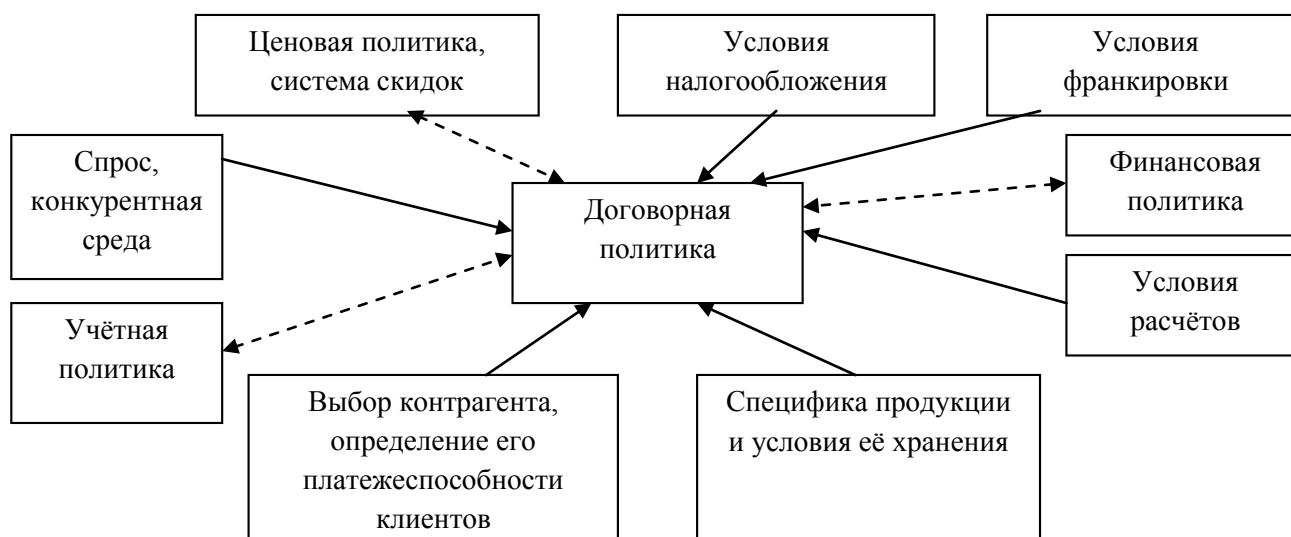 Ценовая политика,
система скидок
Условия
налогообложения
Условия
франкировки
Спрос,
конкурентная
среда
Финансовая
политика
Договорная
политика
Учётная
политика
Условия
расчётов
Выбор контрагента,
определение его
платежеспособности
клиентов
Специфика продукции
и условия её хранения